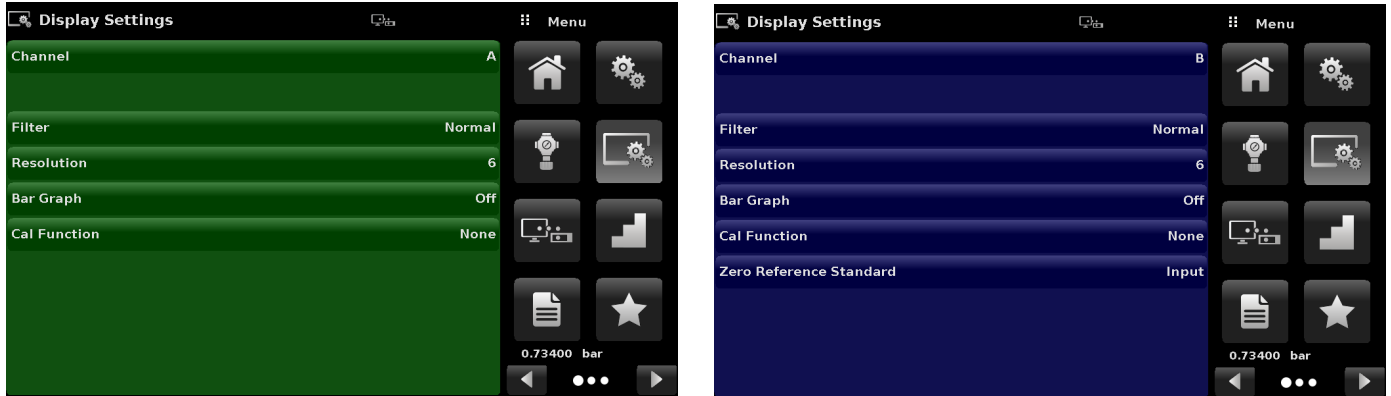 Display Settings
Menu
Channel A
Filter Normal
Resolution 6
Bar Graph Off
Cal Function None
0.73400 bar
Display Settings
Menu
Channel B
Filter Normal
Resolution 6
Bar Graph Off
Cal Function None
Zero Reference Standard Input
0.73400 bar